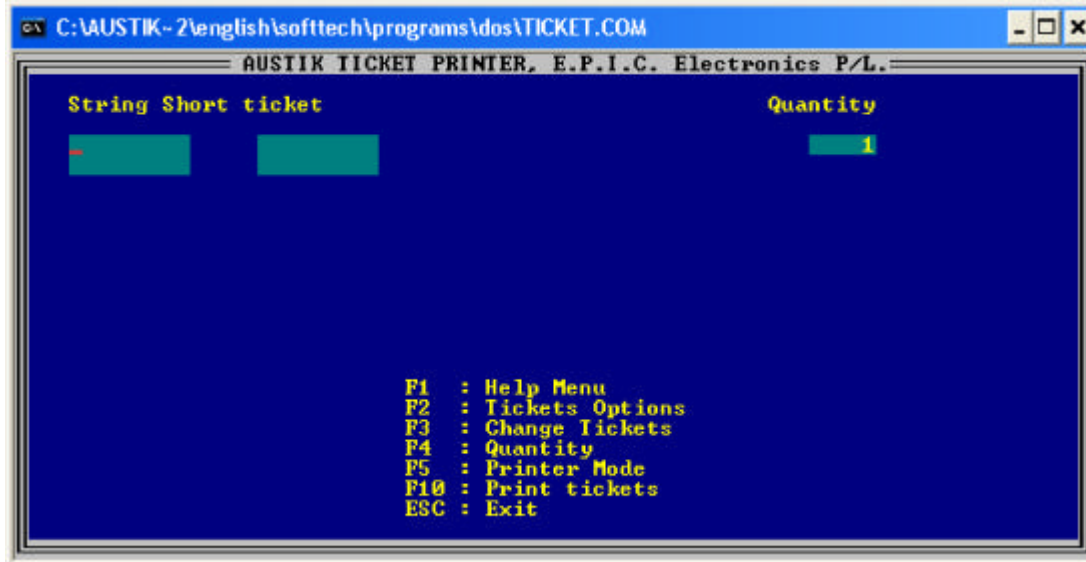 C:\AUSTIK~2\english\softtech\programs\dos\TICKET.COM
AUSTIK TICKET PRINTER, E.P.I.C. Electronics P/L.
String Short ticket Quantity
1
F1 : Help Menu
F2 : Tickets Options
F3 : Change Tickets
F4 : Quantity
F5 : Printer Mode
F10 : Print tickets
ESC : Exit